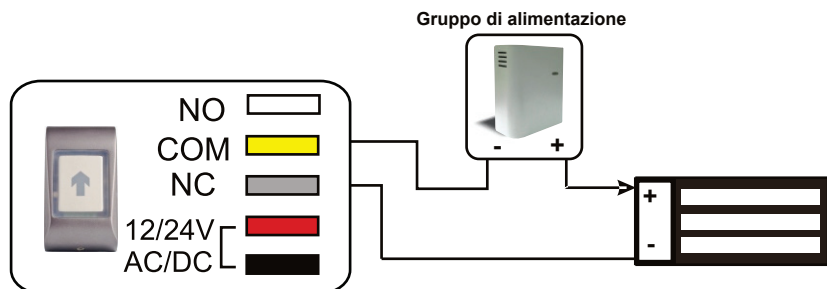 Gruppo di alimentazione
NO
COM
NC
12/24V
AC/DC
- +
+
-